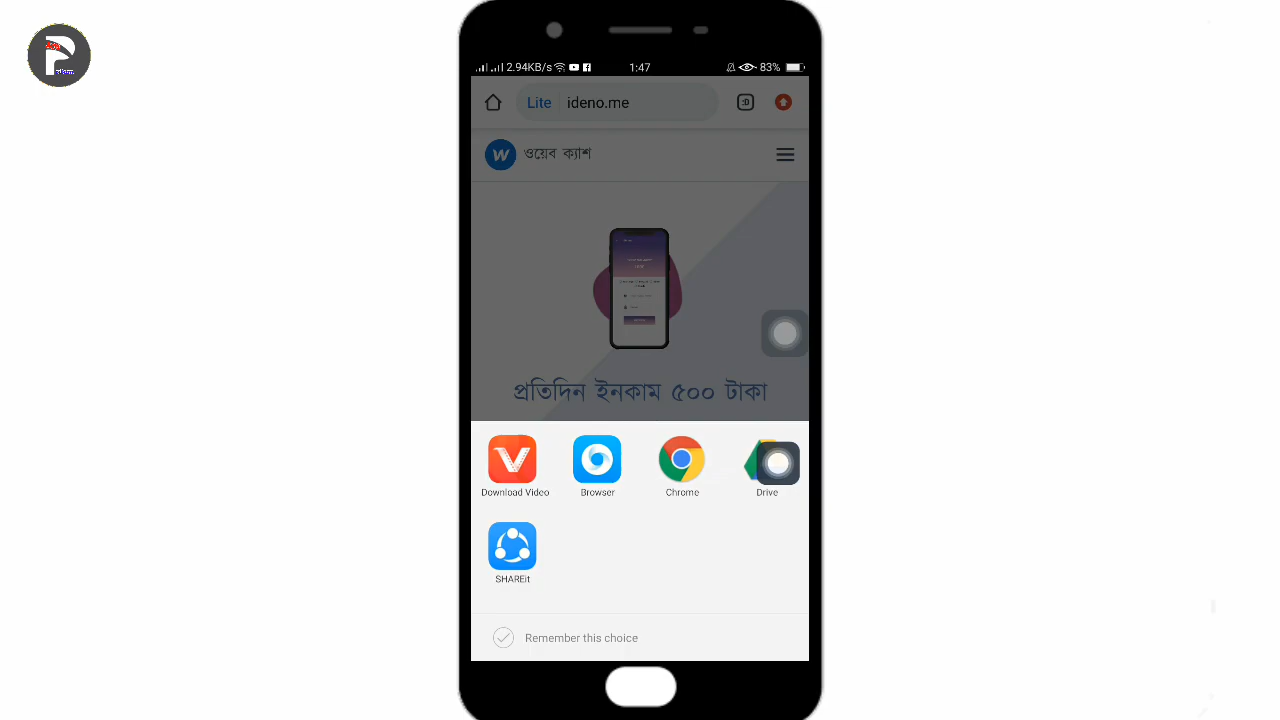 2.94KB/s 1:47 83%
Lite ideno.me :D
ওয়েব ক্যাশ
প্রতিদিন ইনকাম ৫০০ টাকা
Download Video Browser Chrome Drive
SHAREit
Remember this choice